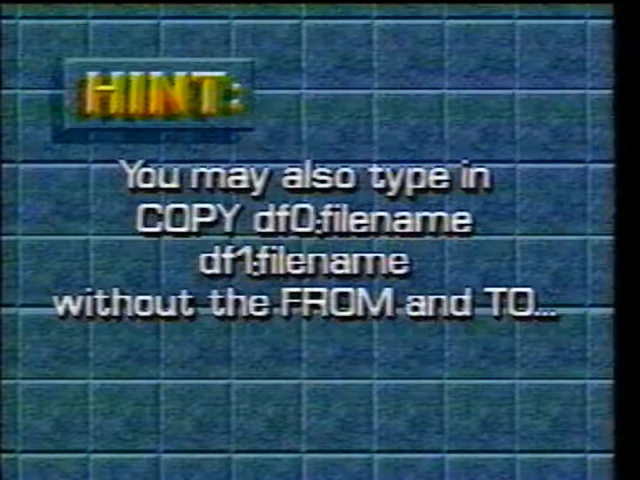 HINT:
You may also type in
COPY df0:filename
df1:filename
without the FROM and TO...